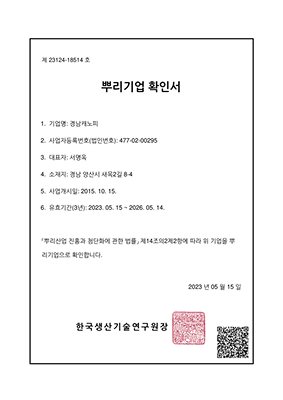 제 23124-18514 호
뿌리기업 확인서
1. 기업명: 경남캐노피
2. 사업자등록번호(법인번호): 477-02-00295
3. 대표자: 서명옥
4. 소재지: 경남 양산시 새목2길 8-4
5. 사업개시일: 2015. 10. 15.
6. 유효기간(3년): 2023. 05. 15 ~ 2026. 05. 14.
「뿌리산업 진흥과 첨단화에 관한 법률」 제14조의2제2항에 따라 위 기업을 뿌
리기업으로 확인합니다.
2023 년 05 월 15 일
한국생산기술연구원장